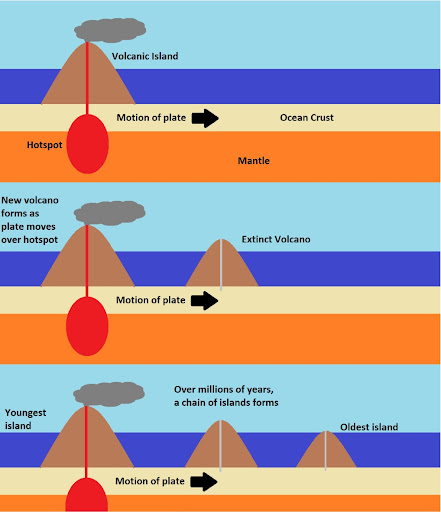 Volcanic Island
Motion of plate
Ocean Crust
Hotspot
Mantle
New volcano
forms as
plate moves
over hotspot
Extinct Volcano
Motion of plate
Over millions of years,
a chain of islands forms
Youngest
island
Oldest island
Motion of plate